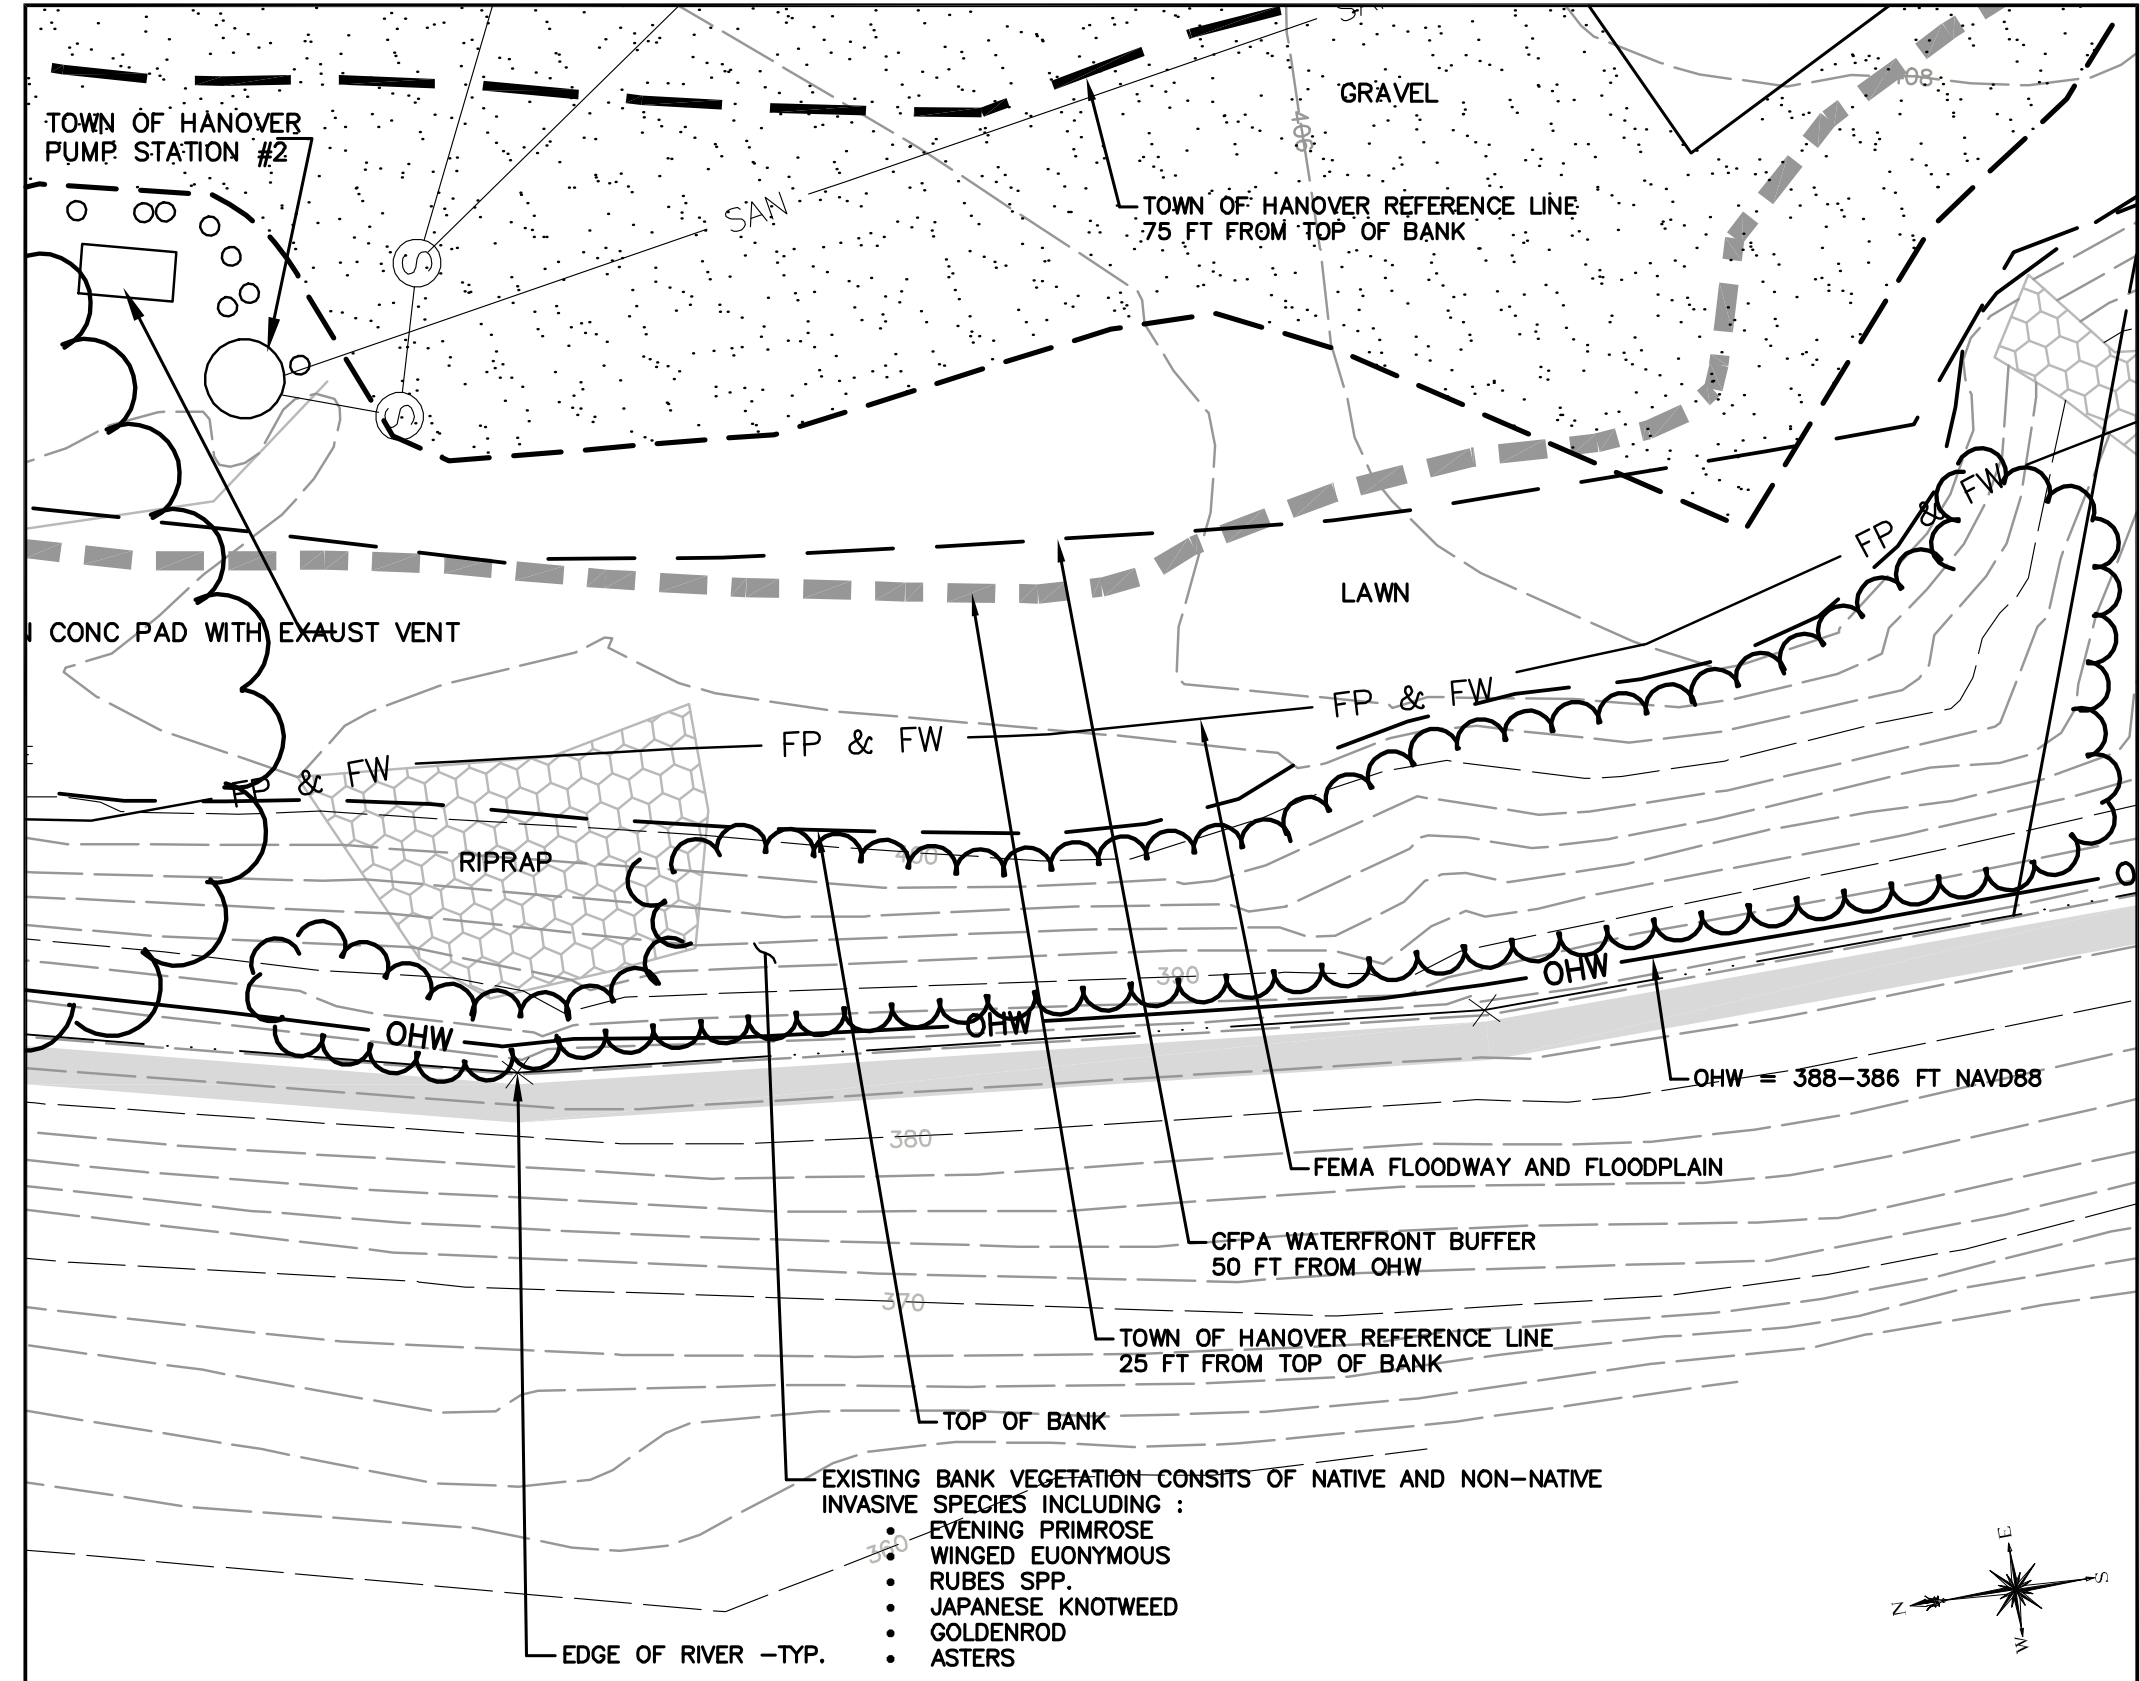 GRAVEL
408
406
TOWN OF HANOVER
PUMP STATION #2
SAN
TOWN OF HANOVER REFERENCE LINE
75 FT FROM TOP OF BANK
S
S
FP & FW
LAWN
CONC PAD WITH EXAUST VENT
FP & FW
FP & FW
FP & FW
RIPRAP
400
390
OHW
OHW
OHW
OHW = 388-386 FT NAVD88
380
FEMA FLOODWAY AND FLOODPLAIN
CFPA WATERFRONT BUFFER
50 FT FROM OHW
370
TOWN OF HANOVER REFERENCE LINE
25 FT FROM TOP OF BANK
TOP OF BANK
EXISTING BANK VEGETATION CONSITS OF NATIVE AND NON-NATIVE
INVASIVE SPECIES INCLUDING :
• EVENING PRIMROSE
• WINGED EUONYMOUS
• RUBES SPP.
• JAPANESE KNOTWEED
• GOLDENROD
• ASTERS
360
EDGE OF RIVER -TYP.
E
S
N
W